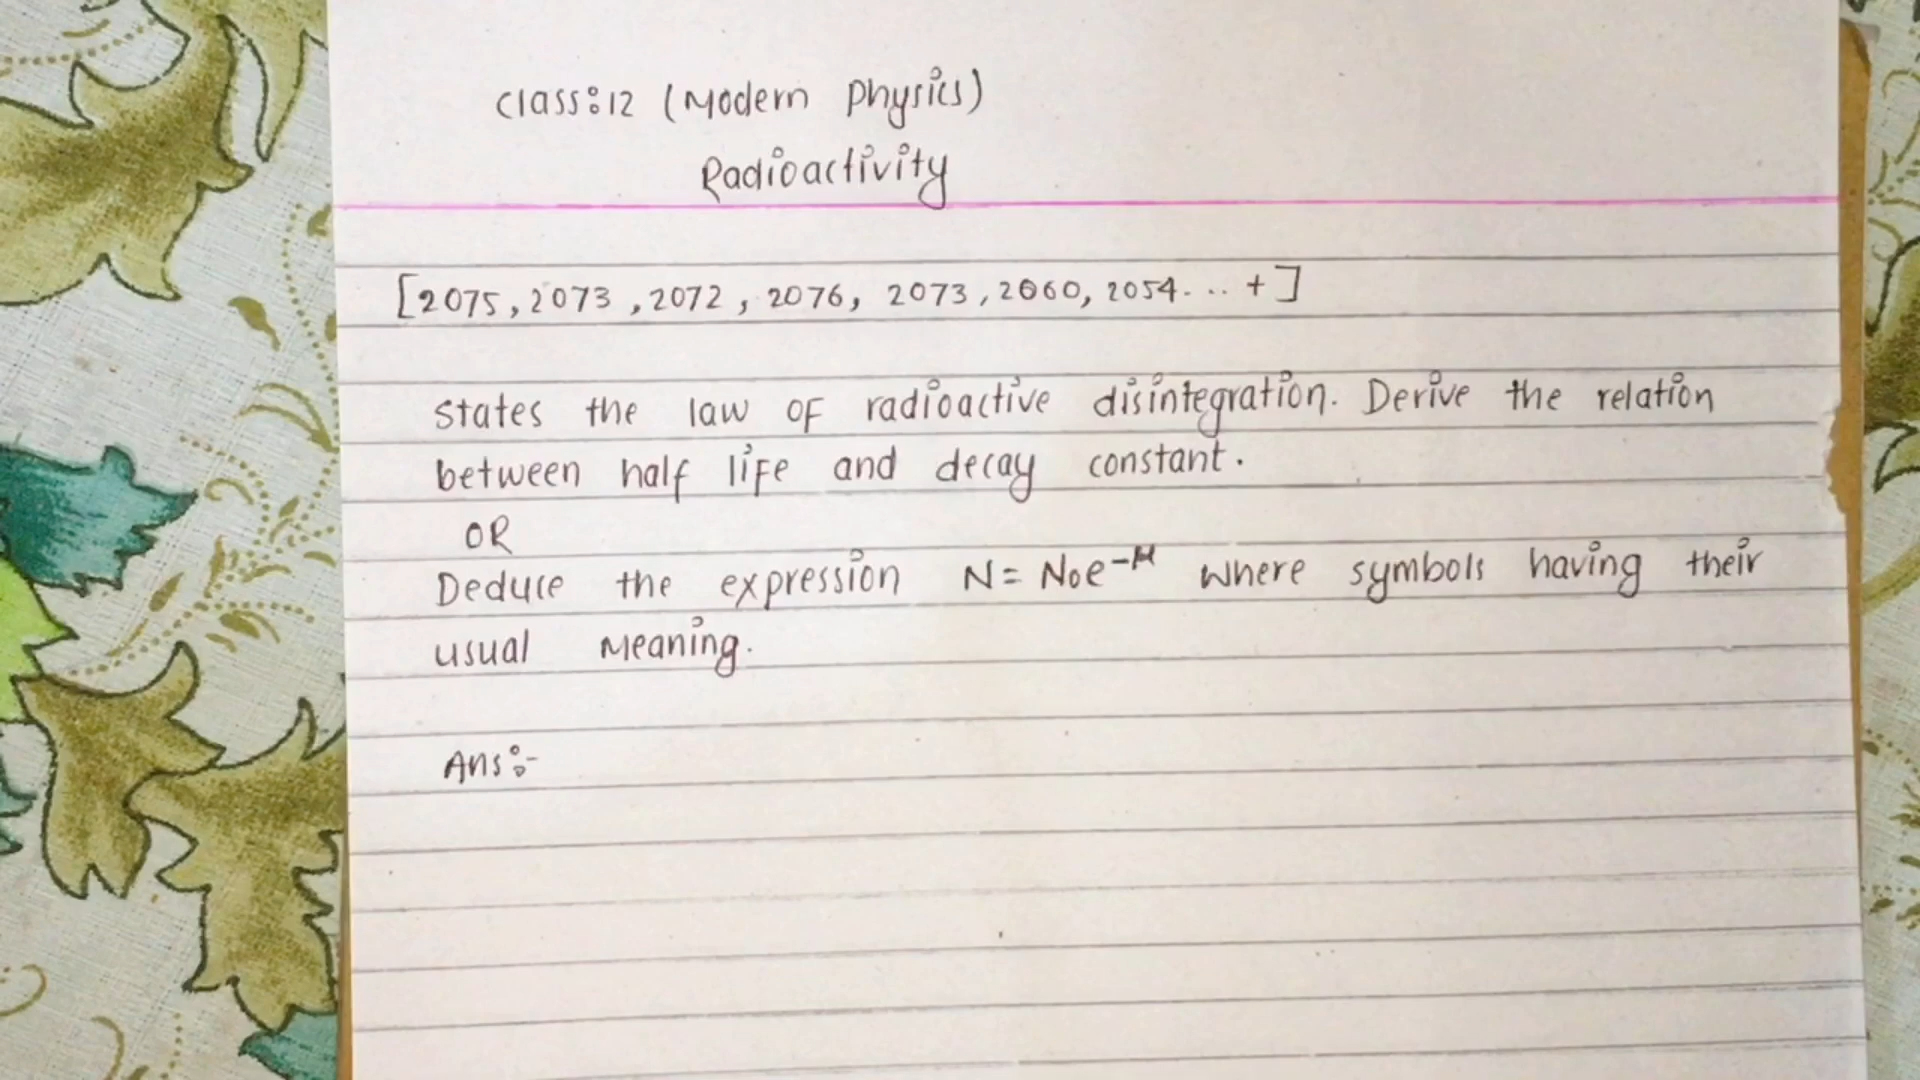 class:12 (Modern Physics)
Radioactivity
[2075, 2073, 2072, 2076, 2073, 2060, 2054. .. +]
states the law of radioactive disintegration. Derive the relation
between half life and decay constant.
OR
Deduce the expression N = N₀e^-λt where symbols having their
usual meaning.
Ans:-